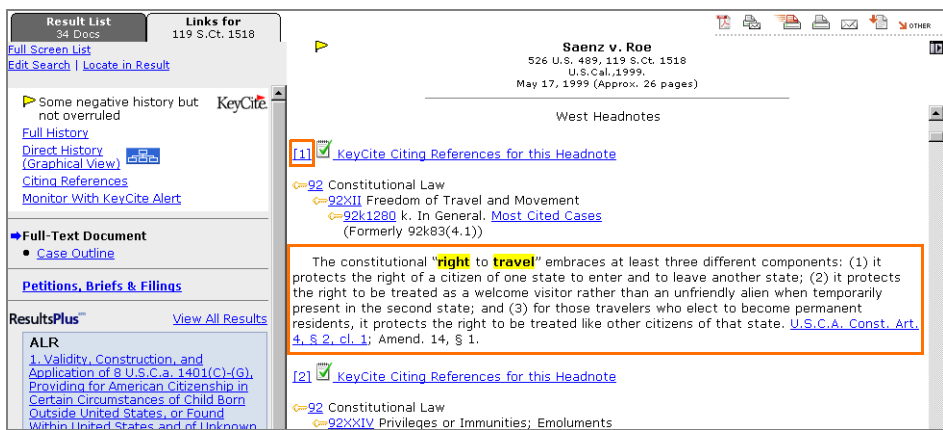 Result List
34 Docs
Links for
119 S.Ct. 1518
OTHER
Full Screen List
Edit Search | Locate in Result
Some negative history but
not overruled
KeyCite
Full History
Direct History
(Graphical View)
Citing References
Monitor With KeyCite Alert
Full-Text Document
Case Outline
Petitions, Briefs & Filings
ResultsPlus™
View All Results
ALR
1. Validity, Construction, and
Application of 8 U.S.C.a. 1401(C)-(G),
Providing for American Citizenship in
Certain Circumstances of Child Born
Outside United States, or Found
Within United States and of Unknown
Saenz v. Roe
526 U.S. 489, 119 S.Ct. 1518
U.S.Cal.,1999.
May 17, 1999 (Approx. 26 pages)
West Headnotes
[1] KeyCite Citing References for this Headnote
92 Constitutional Law
92XII Freedom of Travel and Movement
92k1280 k. In General. Most Cited Cases
(Formerly 92k83(4.1))
The constitutional "right to travel" embraces at least three different components: (1) it
protects the right of a citizen of one state to enter and to leave another state; (2) it protects
the right to be treated as a welcome visitor rather than an unfriendly alien when temporarily
present in the second state; and (3) for those travelers who elect to become permanent
residents, it protects the right to be treated like other citizens of that state. U.S.C.A. Const. Art.
4, § 2, cl. 1; Amend. 14, § 1.
[2] KeyCite Citing References for this Headnote
92 Constitutional Law
92XXIV Privileges or Immunities; Emoluments